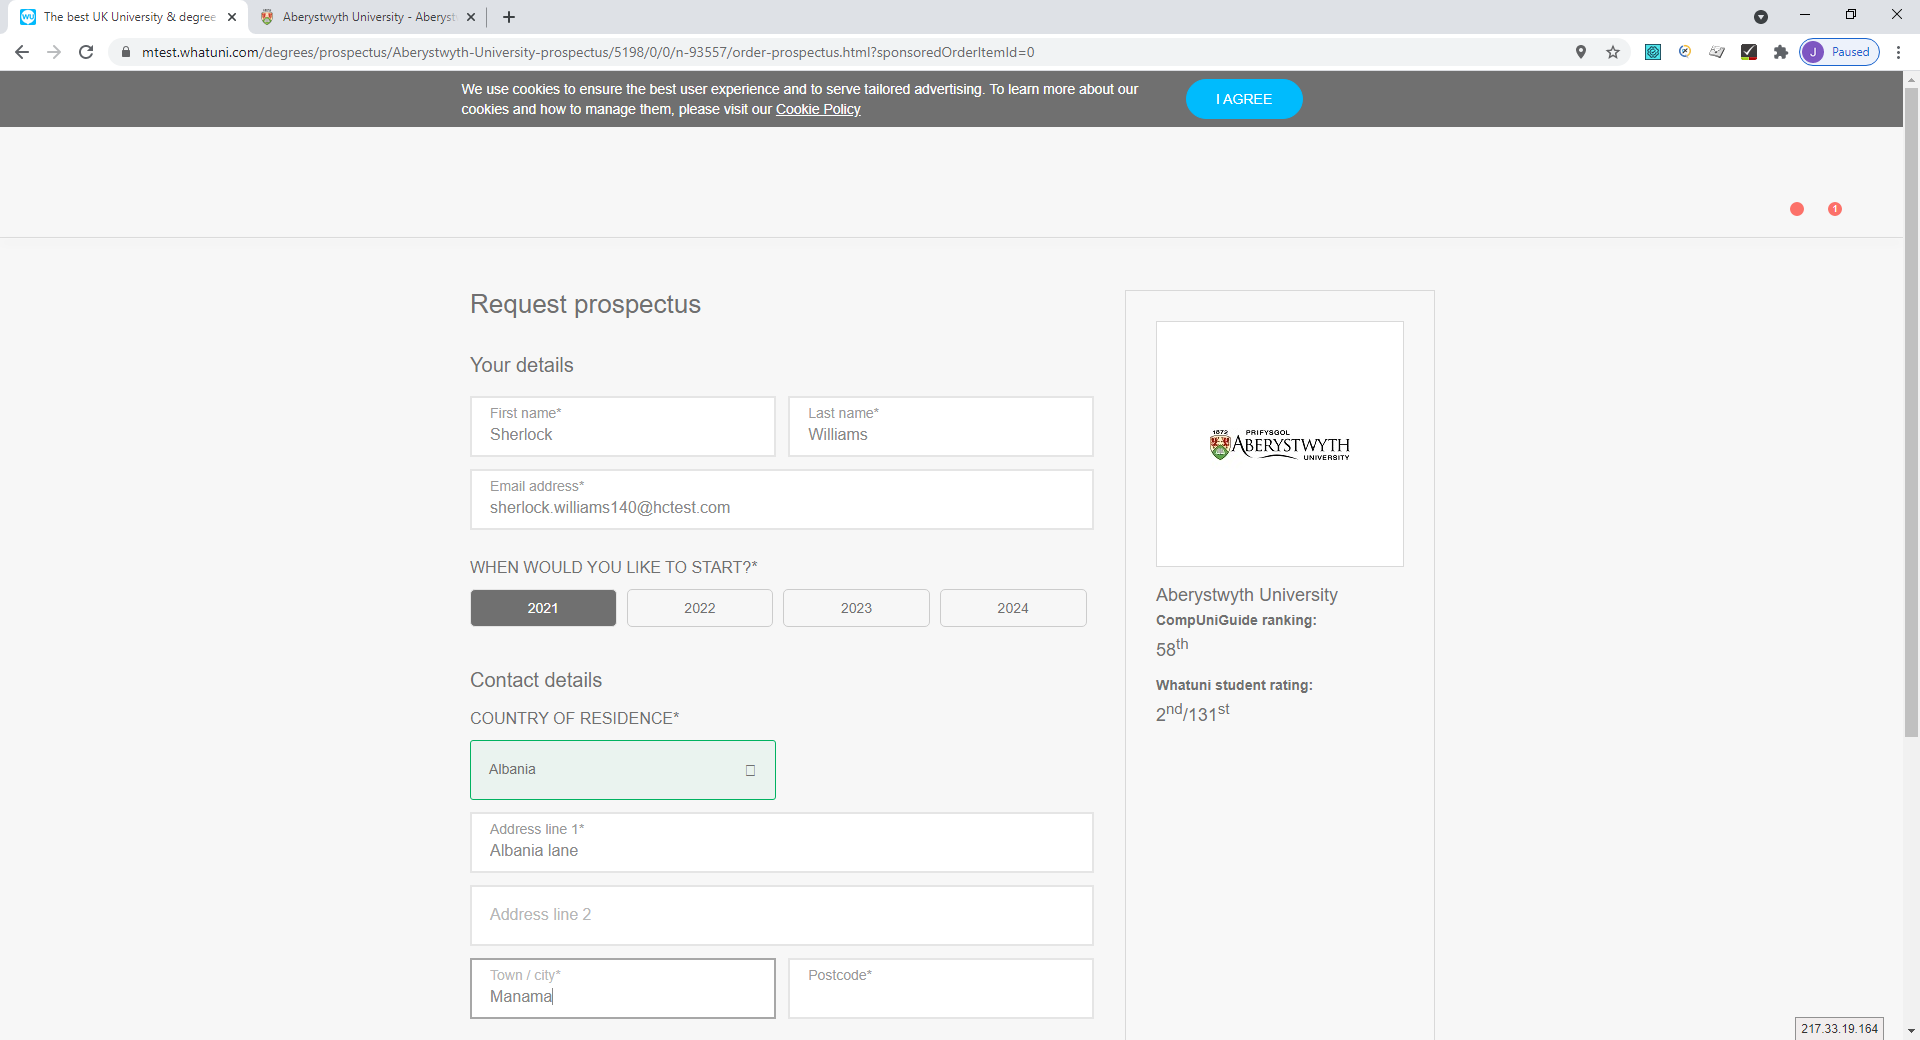 The best UK University & degree
Aberystwyth University - Aberyst
mtest.whatuni.com/degrees/prospectus/Aberystwyth-University-prospectus/5198/0/0/n-93557/order-prospectus.html?sponsoredOrderItemId=0
J Paused
We use cookies to ensure the best user experience and to serve tailored advertising. To learn more about our
cookies and how to manage them, please visit our Cookie Policy
I AGREE
1
Request prospectus
Your details
First name*
Sherlock
Last name*
Williams
Email address*
sherlock.williams140@hctest.com
WHEN WOULD YOU LIKE TO START?*
2021
2022
2023
2024
Contact details
COUNTRY OF RESIDENCE*
Albania
Address line 1*
Albania lane
Address line 2
Town / city*
Manama
Postcode*
1872 PRIFYSGOL
ABERYSTWYTH
UNIVERSITY
Aberystwyth University
CompUniGuide ranking:
58th
Whatuni student rating:
2nd/131st
217.33.19.164